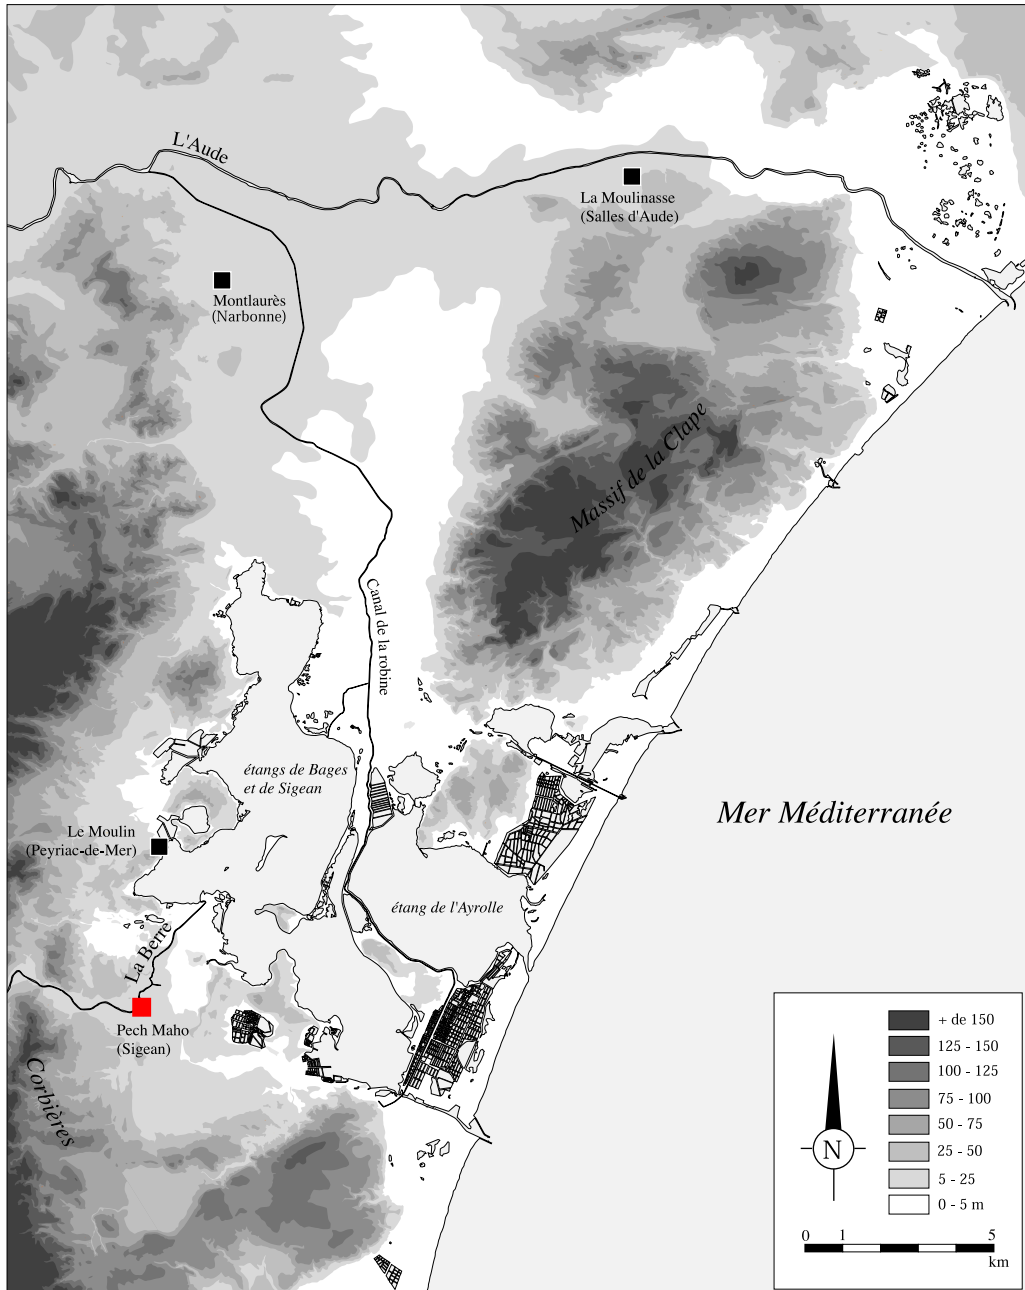 L'Aude
La Moulinasse
(Salles d'Aude)
Montlaurès
(Narbonne)
Massif de la Clape
Canal de la robine
étangs de Bages
et de Sigean
Mer Méditerranée
Le Moulin
(Peyriac-de-Mer)
étang de l'Ayrolle
La Berre
Pech Maho
(Sigean)
Corbières
+ de 150
125 - 150
100 - 125
75 - 100
50 - 75
25 - 50
5 - 25
0 - 5 m
N
0 1 5
km